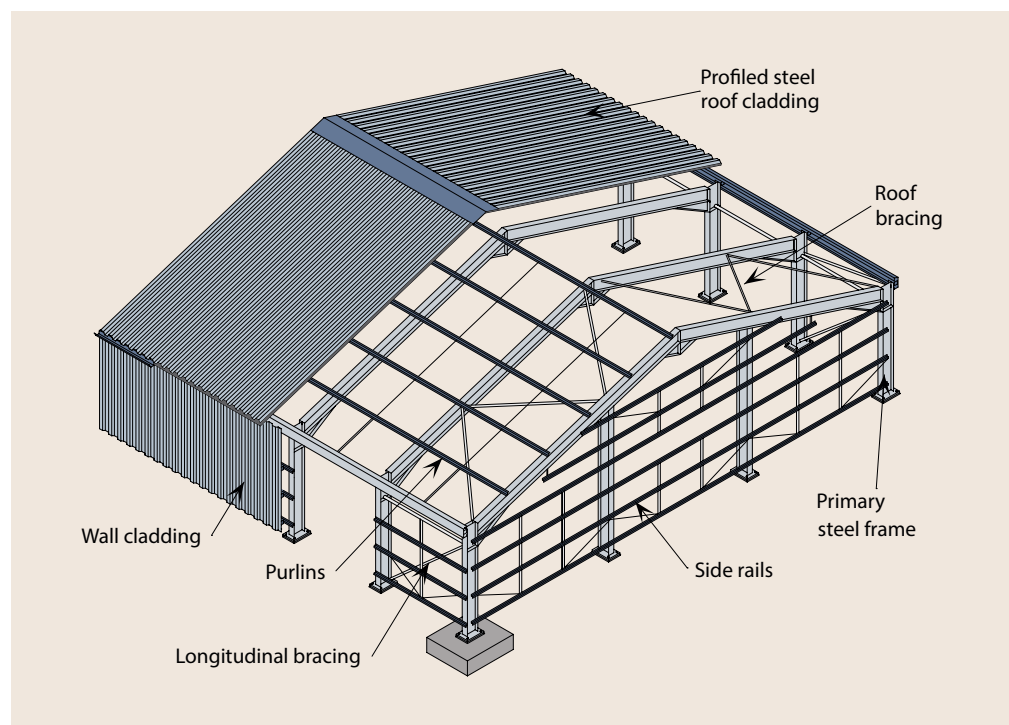 Profiled steel
roof cladding
Roof
bracing
Primary
steel frame
Wall cladding
Purlins
Side rails
Longitudinal bracing